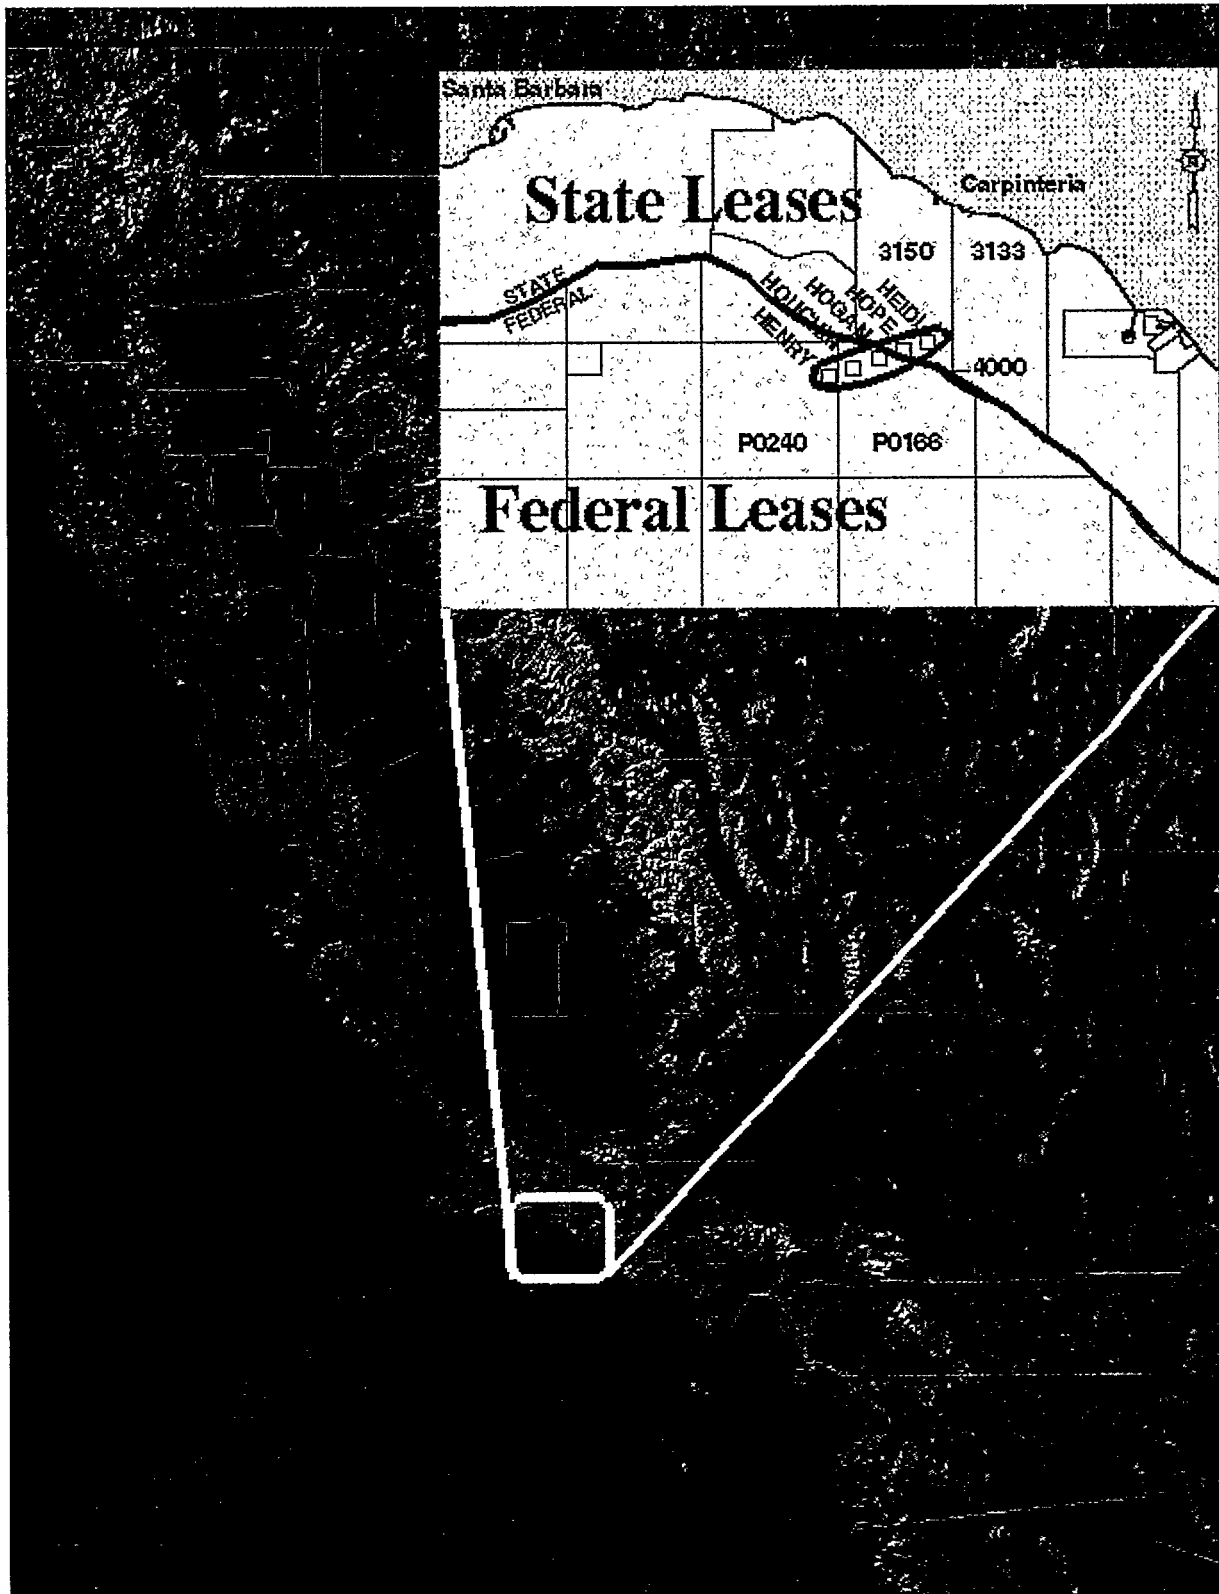 Santa Barbara
Carpinteria
State Leases
3150
3133
STATE
FEDERAL
HOUCHIN
HOGAN
HOPE
HEIDI
HENRY
4000
P0240
P0166
Federal Leases